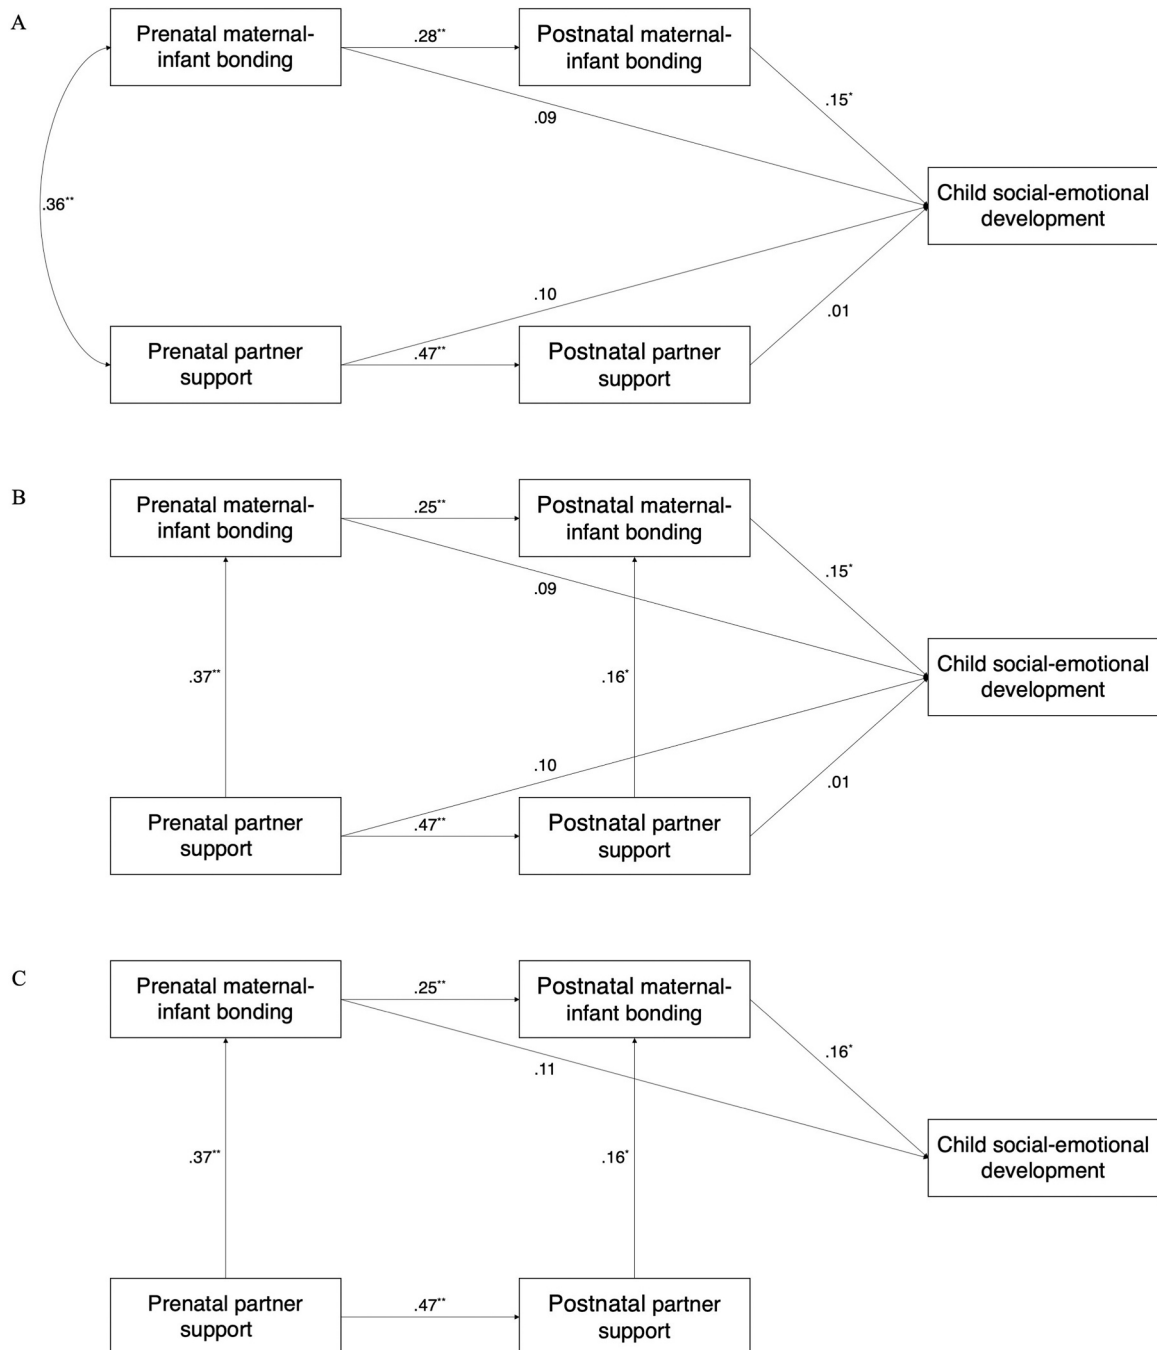 A
Prenatal maternal-
infant bonding
.28**
Postnatal maternal-
infant bonding
.15*
.09
.36**
Child social-emotional
development
.10
.01
Prenatal partner
support
.47**
Postnatal partner
support
B
Prenatal maternal-
infant bonding
.25**
Postnatal maternal-
infant bonding
.15*
.09
.37**
.16*
Child social-emotional
development
.10
.01
Prenatal partner
support
.47**
Postnatal partner
support
C
Prenatal maternal-
infant bonding
.25**
Postnatal maternal-
infant bonding
.16*
.11
.37**
.16*
Child social-emotional
development
Prenatal partner
support
.47**
Postnatal partner
support